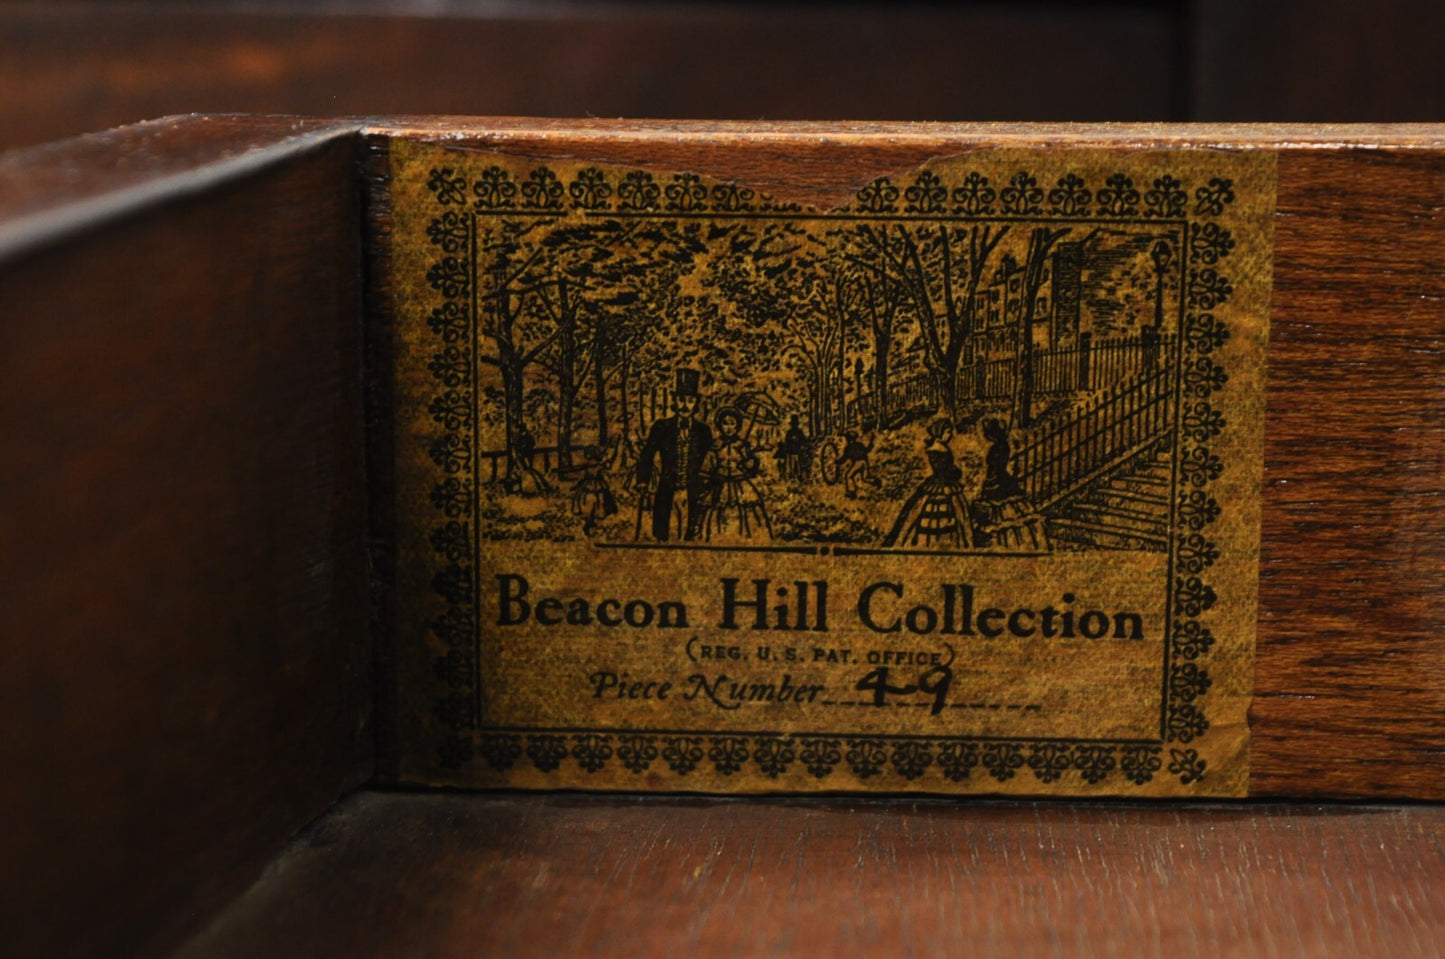 Beacon Hill Collection
(REG. U. S. PAT. OFFICE)
Piece Number 49